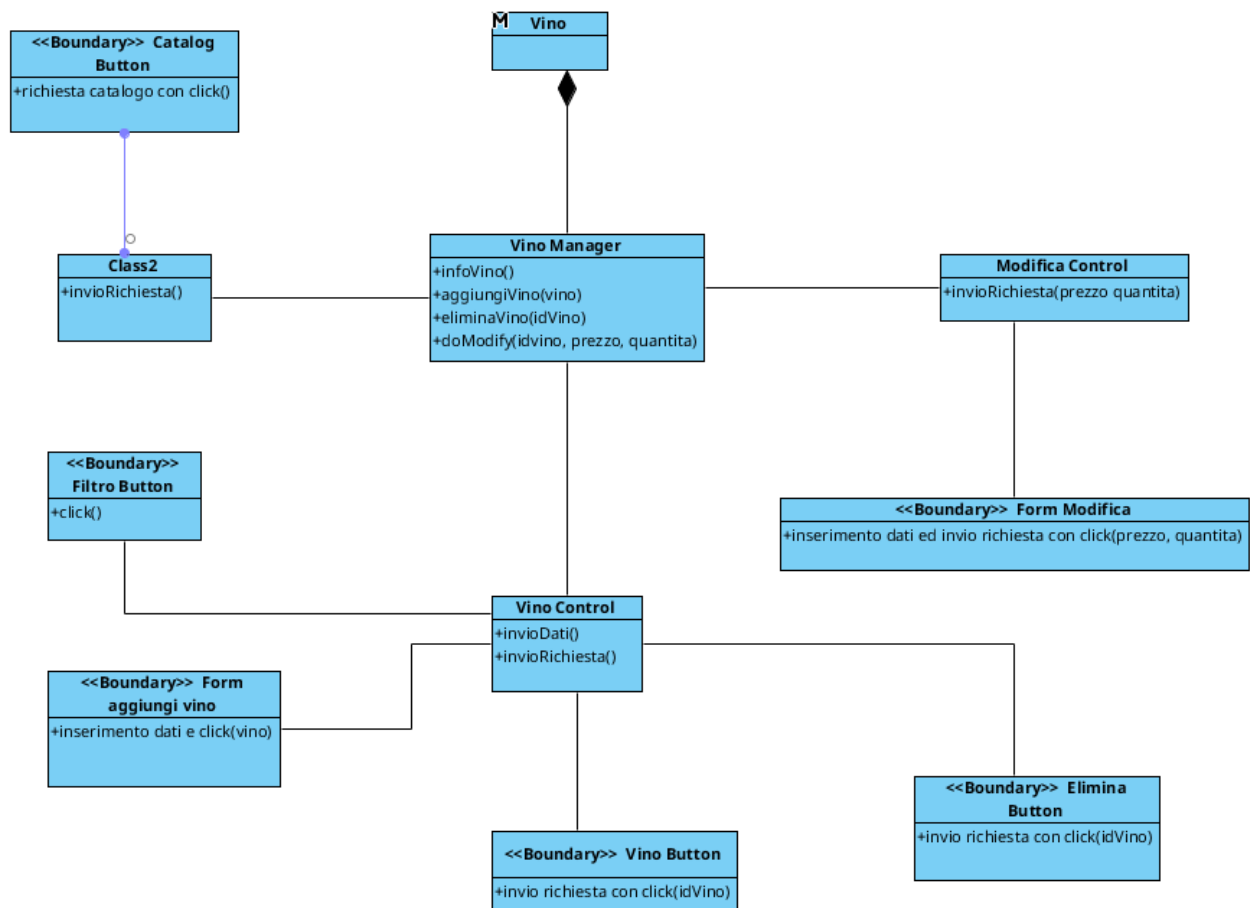 <<Boundary>> Catalog
Button
+richiesta catalogo con click()
M
Vino
Class2
+invioRichiesta()
Vino Manager
+infoVino()
+aggiungiVino(vino)
+eliminaVino(idVino)
+doModify(idvino, prezzo, quantita)
Modifica Control
+invioRichiesta(prezzo quantita)
<<Boundary>>
Filtro Button
+click()
<<Boundary>> Form Modifica
+inserimento dati ed invio richiesta con click(prezzo, quantita)
Vino Control
+invioDati()
+invioRichiesta()
<<Boundary>> Form
aggiungi vino
+inserimento dati e click(vino)
<<Boundary>> Vino Button
+invio richiesta con click(idVino)
<<Boundary>> Elimina
Button
+invio richiesta con click(idVino)